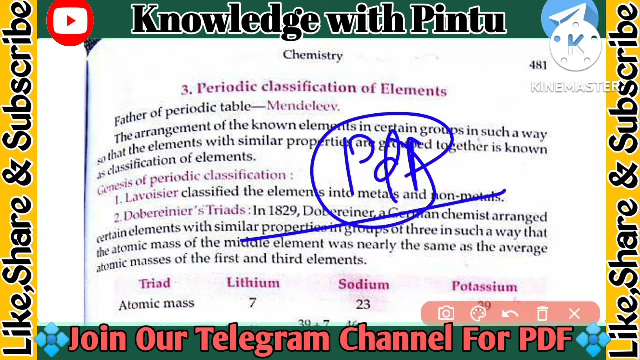 Knowledge with Pintu
Like,Share & Subscribe
Like,Share & Subscribe
KINEMASTER
Chemistry
481
3. Periodic classification of Elements
Father of periodic table—Mendeleev.
The arrangement of the known elements in certain groups in such a way
so that the elements with similar properties are grouped together is known
as classification of elements.
Genesis of periodic classification :
1. Lavoisier classified the elements into metals and non-metals.
2. Dobereinier's Triads : In 1829, Dobereiner, a German chemist arranged
certain elements with similar properties in groups of three in such a way that
the atomic mass of the middle element was nearly the same as the average
atomic masses of the first and third elements.
Triad Lithium Sodium Potassium
Atomic mass 7 23 39
39 + 7
Join Our Telegram Channel For PDF